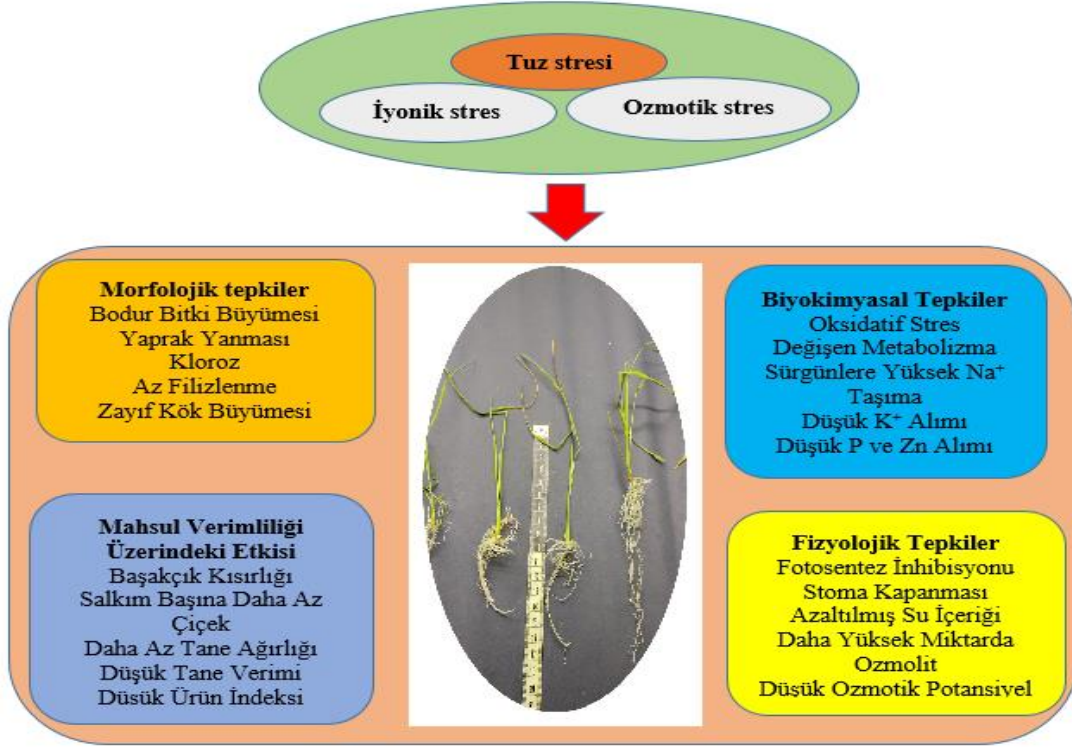 Tuz stresi
İyonik stres
Ozmotik stres
Morfolojik tepkiler
Bodur Bitki Büyümesi
Yaprak Yanması
Kloroz
Az Filizlenme
Zayıf Kök Büyümesi
Biyokimyasal Tepkiler
Oksidatif Stres
Değişen Metabolizma
Sürgünlere Yüksek Na⁺
Taşıma
Düşük K⁺ Alımı
Düşük P ve Zn Alımı
Mahsul Verimliliği
Üzerindeki Etkisi
Başakçık Kısırlığı
Salkım Başına Daha Az
Çiçek
Daha Az Tane Ağırlığı
Düşük Tane Verimi
Düsük Ürün İndeksi
Fizyolojik Tepkiler
Fotosentez İnhibisyonu
Stoma Kapanması
Azaltılmış Su İçeriği
Daha Yüksek Miktarda
Ozmolit
Düşük Ozmotik Potansiyel